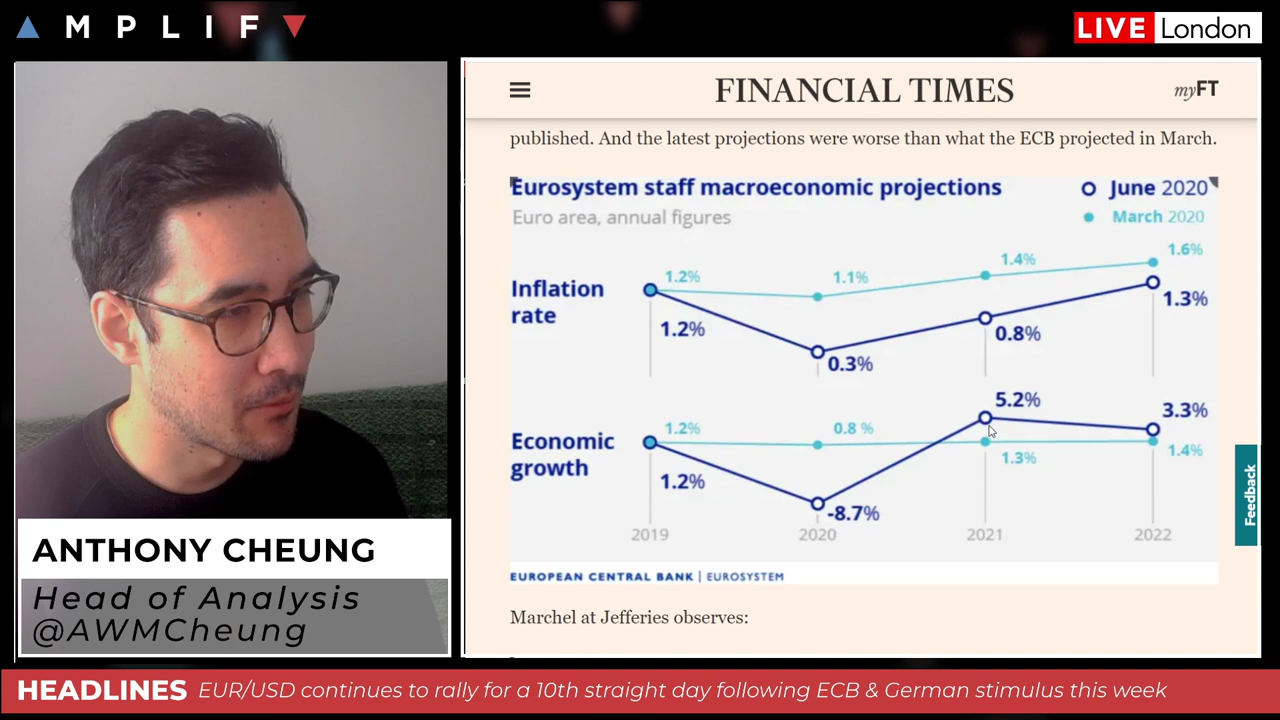 AMPLIFY
LIVE London
FINANCIAL TIMES
myFT
published. And the latest projections were worse than what the ECB projected in March.
Eurosystem staff macroeconomic projections
June 2020
Euro area, annual figures
March 2020
Inflation
rate
1.2%
1.1%
1.4%
1.6%
1.2%
0.3%
0.8%
1.3%
Economic
growth
1.2%
0.8 %
5.2%
3.3%
1.2%
-8.7%
1.3%
1.4%
2019
2020
2021
2022
EUROPEAN CENTRAL BANK | EUROSYSTEM
Marchel at Jefferies observes:
Feedback
ANTHONY CHEUNG
Head of Analysis
@AWMCheung
HEADLINES EUR/USD continues to rally for a 10th straight day following ECB & German stimulus this week